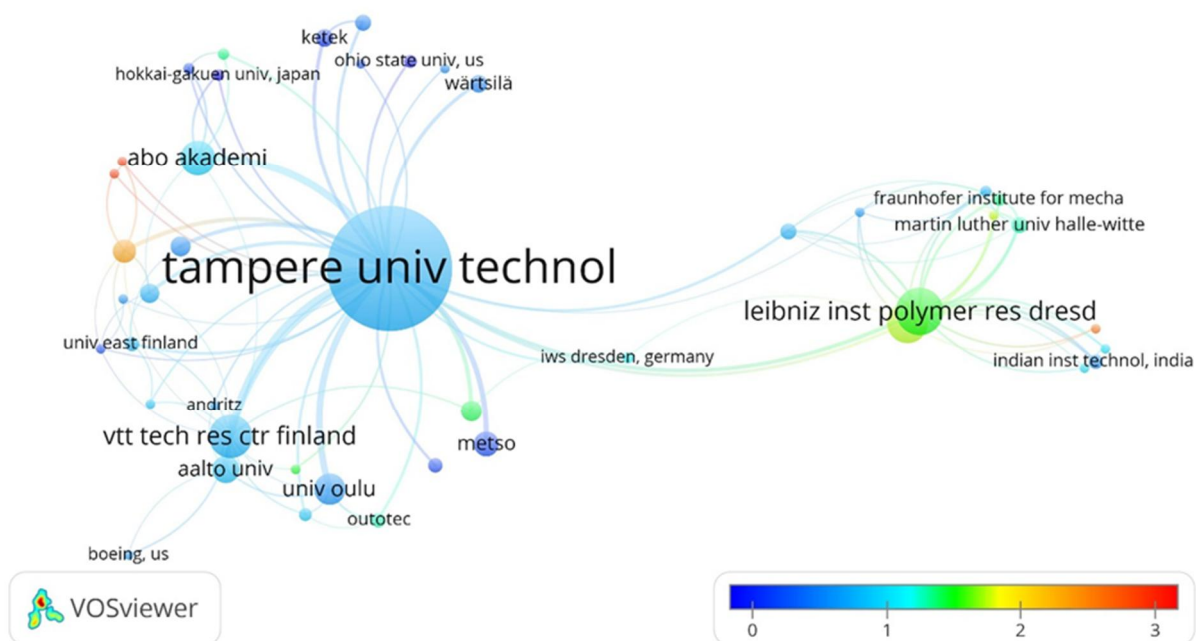 ketek
ohio state univ, us
hokkai-gakuen univ, japan
wärtsilä
abo akademi
fraunhofer institute for mecha
martin luther univ halle-witte
tampere univ technol
leibniz inst polymer res dresd
univ east finland
iws dresden, germany
indian inst technol, india
andritz
vtt tech res ctr finland
metso
aalto univ
univ oulu
outotec
boeing, us
VOSviewer
0 1 2 3